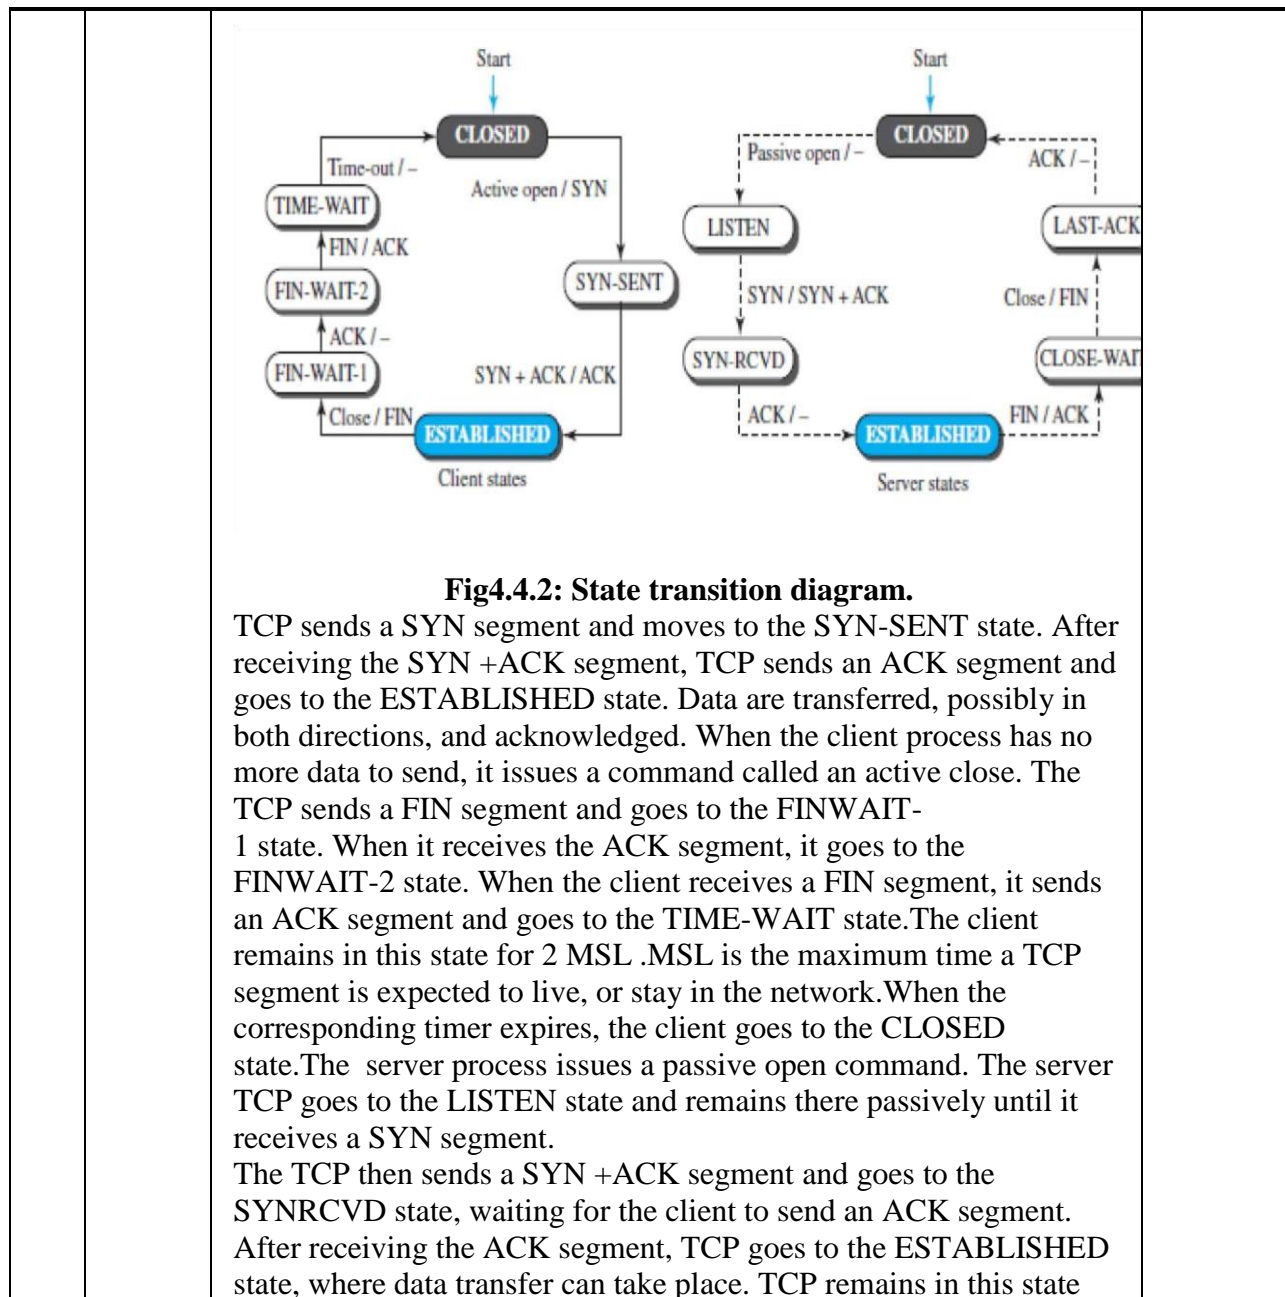 Start
CLOSED
Time-out / –
Active open / SYN
TIME-WAIT
FIN / ACK
FIN-WAIT-2
SYN-SENT
ACK / –
FIN-WAIT-1
SYN + ACK / ACK
Close / FIN
ESTABLISHED
Client states
Start
CLOSED
Passive open / –
ACK / –
LISTEN
LAST-ACK
SYN / SYN + ACK
Close / FIN
SYN-RCVD
CLOSE-WAI
ACK / –
FIN / ACK
ESTABLISHED
Server states
Fig4.4.2: State transition diagram.
TCP sends a SYN segment and moves to the SYN-SENT state. After
receiving the SYN +ACK segment, TCP sends an ACK segment and
goes to the ESTABLISHED state. Data are transferred, possibly in
both directions, and acknowledged. When the client process has no
more data to send, it issues a command called an active close. The
TCP sends a FIN segment and goes to the FINWAIT-
1 state. When it receives the ACK segment, it goes to the
FINWAIT-2 state. When the client receives a FIN segment, it sends
an ACK segment and goes to the TIME-WAIT state.The client
remains in this state for 2 MSL .MSL is the maximum time a TCP
segment is expected to live, or stay in the network.When the
corresponding timer expires, the client goes to the CLOSED
state.The  server process issues a passive open command. The server
TCP goes to the LISTEN state and remains there passively until it
receives a SYN segment.
The TCP then sends a SYN +ACK segment and goes to the
SYNRCVD state, waiting for the client to send an ACK segment.
After receiving the ACK segment, TCP goes to the ESTABLISHED
state, where data transfer can take place. TCP remains in this state